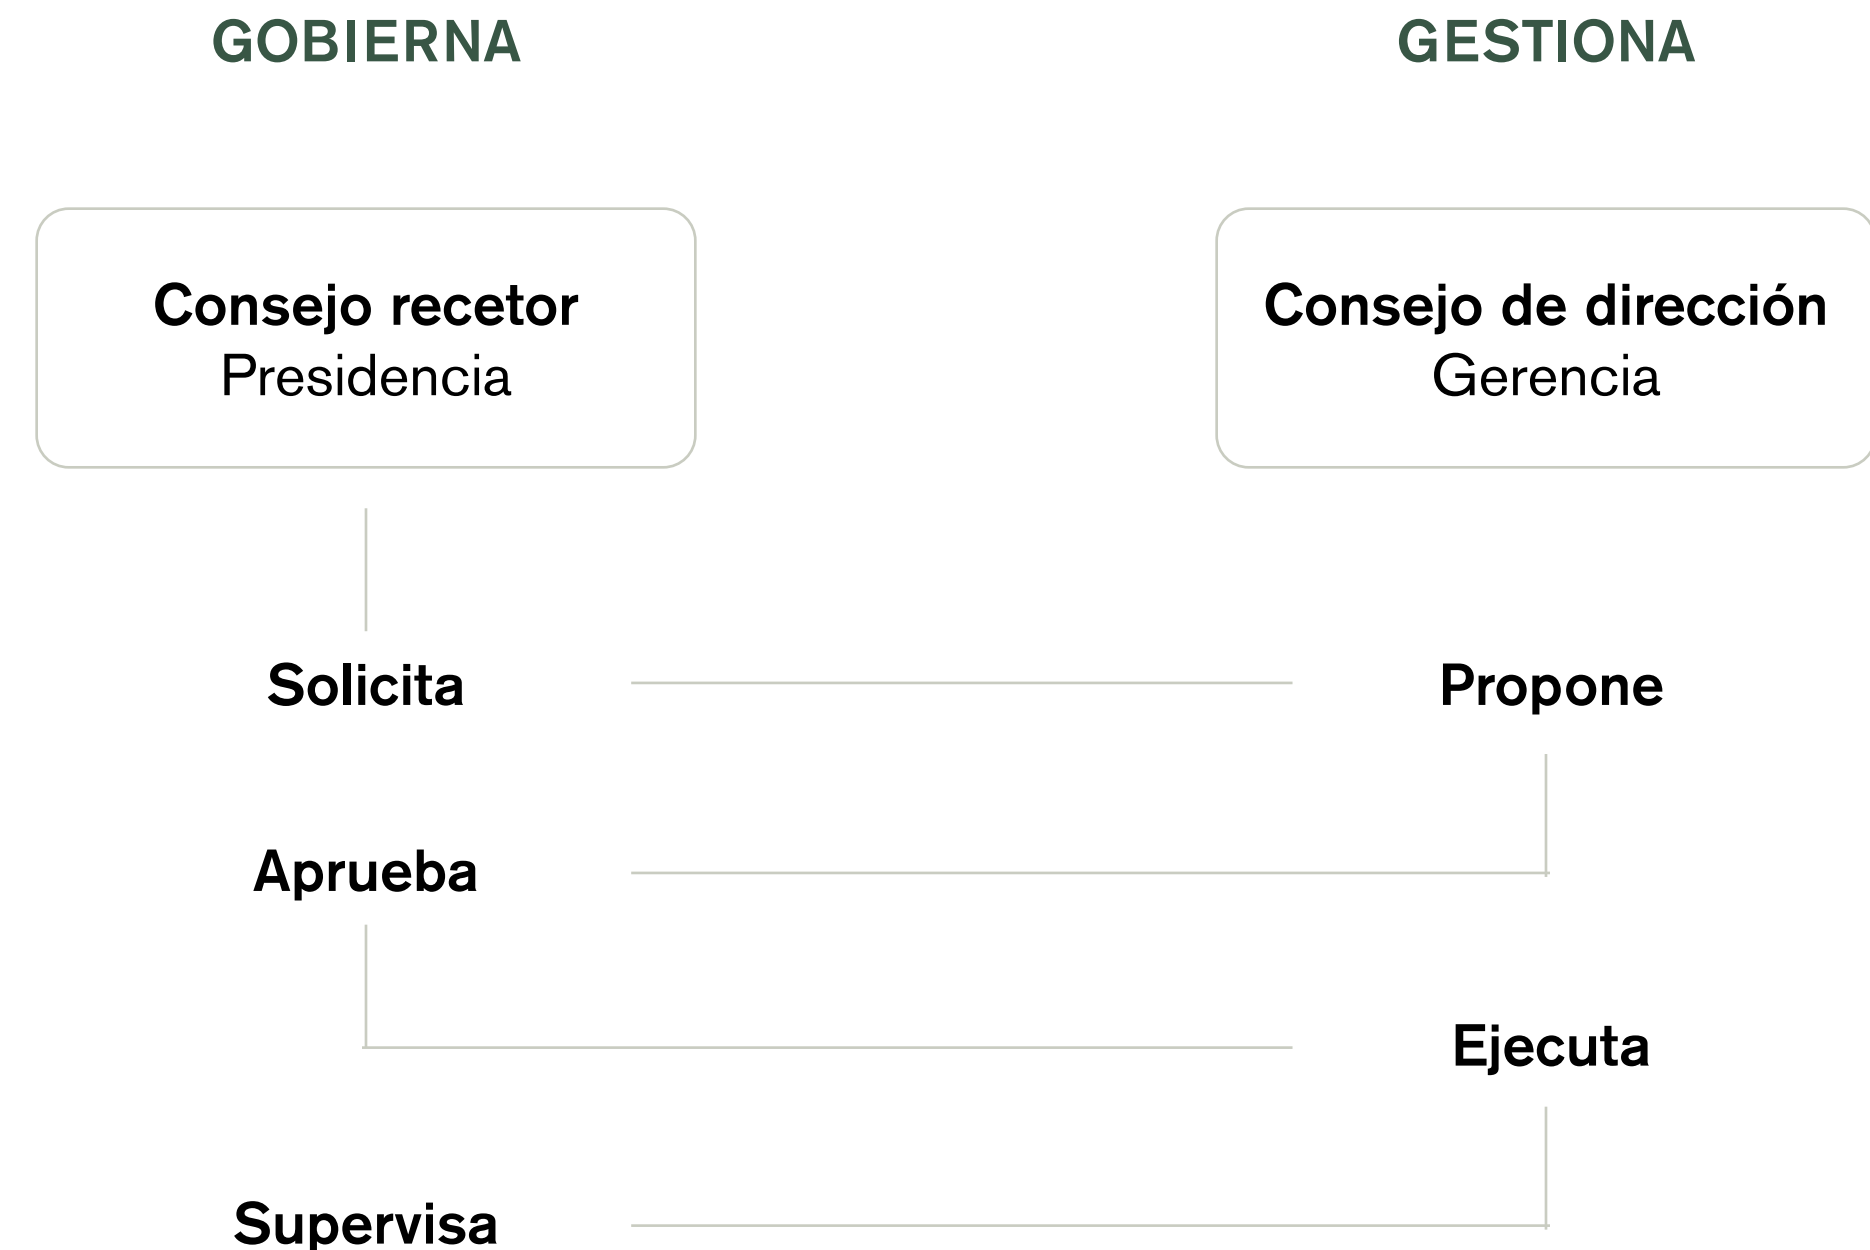 GOBIERNA
GESTIONA
Consejo recetor
Presidencia
Consejo de dirección
Gerencia
Solicita
Propone
Aprueba
Ejecuta
Supervisa